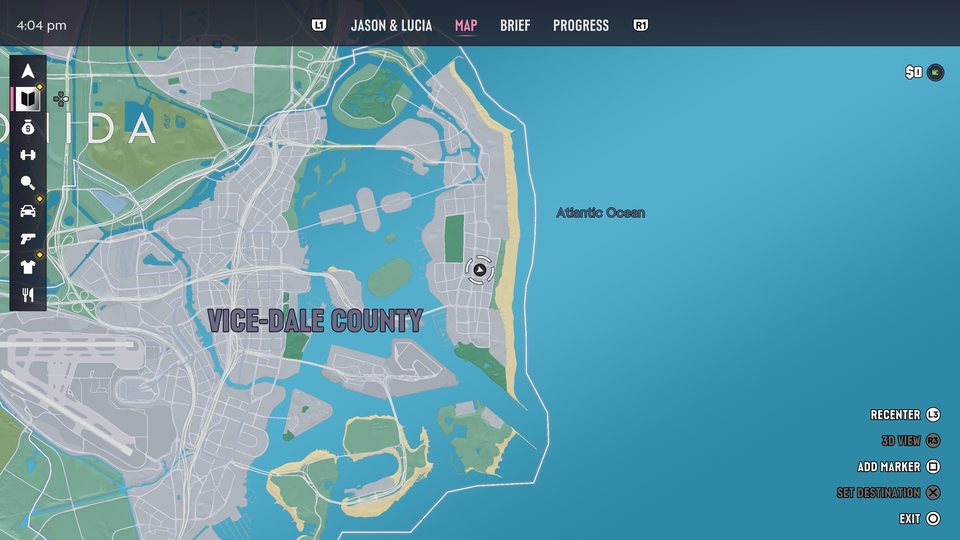 4:04 pm
L1 JASON & LUCIA MAP BRIEF PROGRESS R1
$0
IDA
Atlantic Ocean
VICE-DALE COUNTY
RECENTER L3
3D VIEW R3
ADD MARKER
SET DESTINATION
EXIT